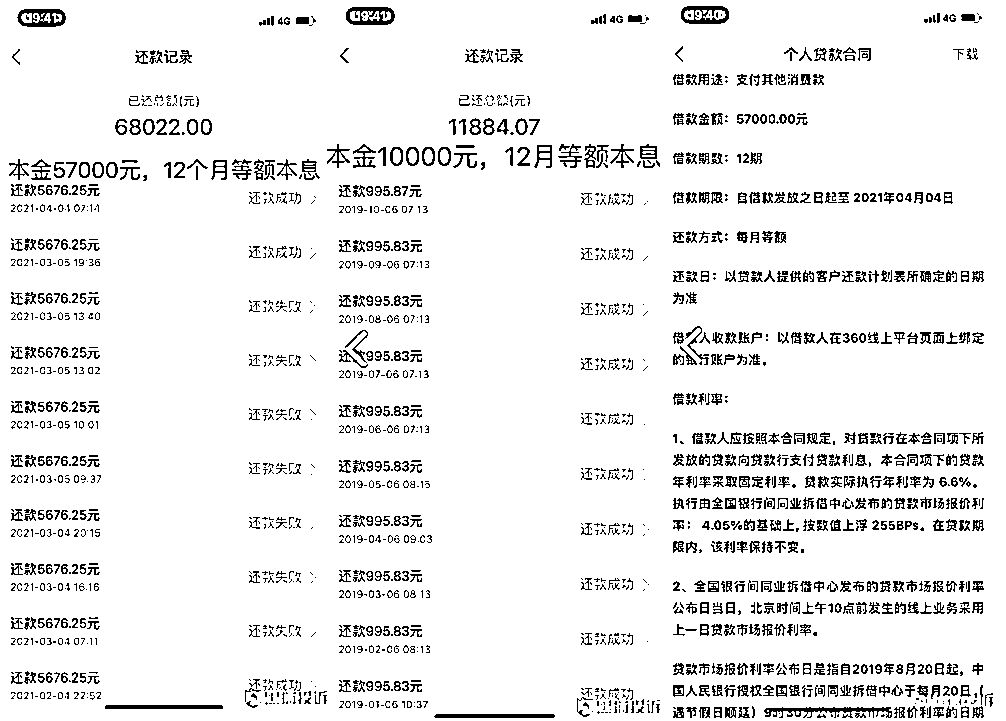 9:41
4G
还款记录
已还总额(元)
68022.00
本金57000元，12个月等额本息
还款5676.25元
2021-04-04 07:14
还款成功
还款5676.25元
2021-03-05 19:36
还款成功
还款5676.25元
2021-03-05 13:40
还款失败
还款5676.25元
2021-03-05 13:02
还款失败
还款5676.25元
2021-03-05 10:01
还款失败
还款5676.25元
2021-03-05 09:37
还款失败
还款5676.25元
2021-03-04 20:15
还款失败
还款5676.25元
2021-03-04 16:16
还款失败
还款5676.25元
2021-03-04 07:11
还款失败
还款5676.25元
2021-02-04 22:52
还款成功
9:41
4G
还款记录
已还总额(元)
11884.07
本金10000元，12月等额本息
还款995.87元
2019-10-06 07:13
还款成功
还款995.83元
2019-09-06 07:13
还款成功
还款995.83元
2019-08-06 07:13
还款成功
还款995.83元
2019-07-06 07:13
还款成功
还款995.83元
2019-06-06 07:13
还款成功
还款995.83元
2019-05-06 08:15
还款成功
还款995.83元
2019-04-06 09:03
还款成功
还款995.83元
2019-03-06 08:13
还款成功
还款995.83元
2019-02-06 08:13
还款成功
还款995.83元
2019-01-06 10:37
还款成功
9:40
4G
个人贷款合同
下载
借款用途：支付其他消费款
借款金额：57000.00元
借款期数：12期
借款期限：自借款发放之日起至 2021年04月04日
还款方式：每月等额
还款日：以贷款人提供的客户还款计划表所确定的日期
为准
借款人收款账户：以借款人在360线上平台页面上绑定
的银行账户为准。
借款利率：
1、借款人应按照本合同规定，对贷款行在本合同项下所
发放的贷款向贷款行支付贷款利息，本合同项下的贷款
年利率采取固定利率。贷款实际执行年利率为 6.6%。
执行由全国银行间同业拆借中心发布的贷款市场报价利
率： 4.05%的基础上，按数值上浮 255BPs。在贷款期
限内，该利率保持不变。
2、全国银行间同业拆借中心发布的贷款市场报价利率
公布日当日，北京时间上午10点前发生的线上业务采用
上一日贷款市场报价利率。
贷款市场报价利率公布日是指自2019年8月20日起，中
国人民银行授权全国银行间同业拆借中心于每月20日（
遇节假日顺延）9时30分公布贷款市场报价利率的日期